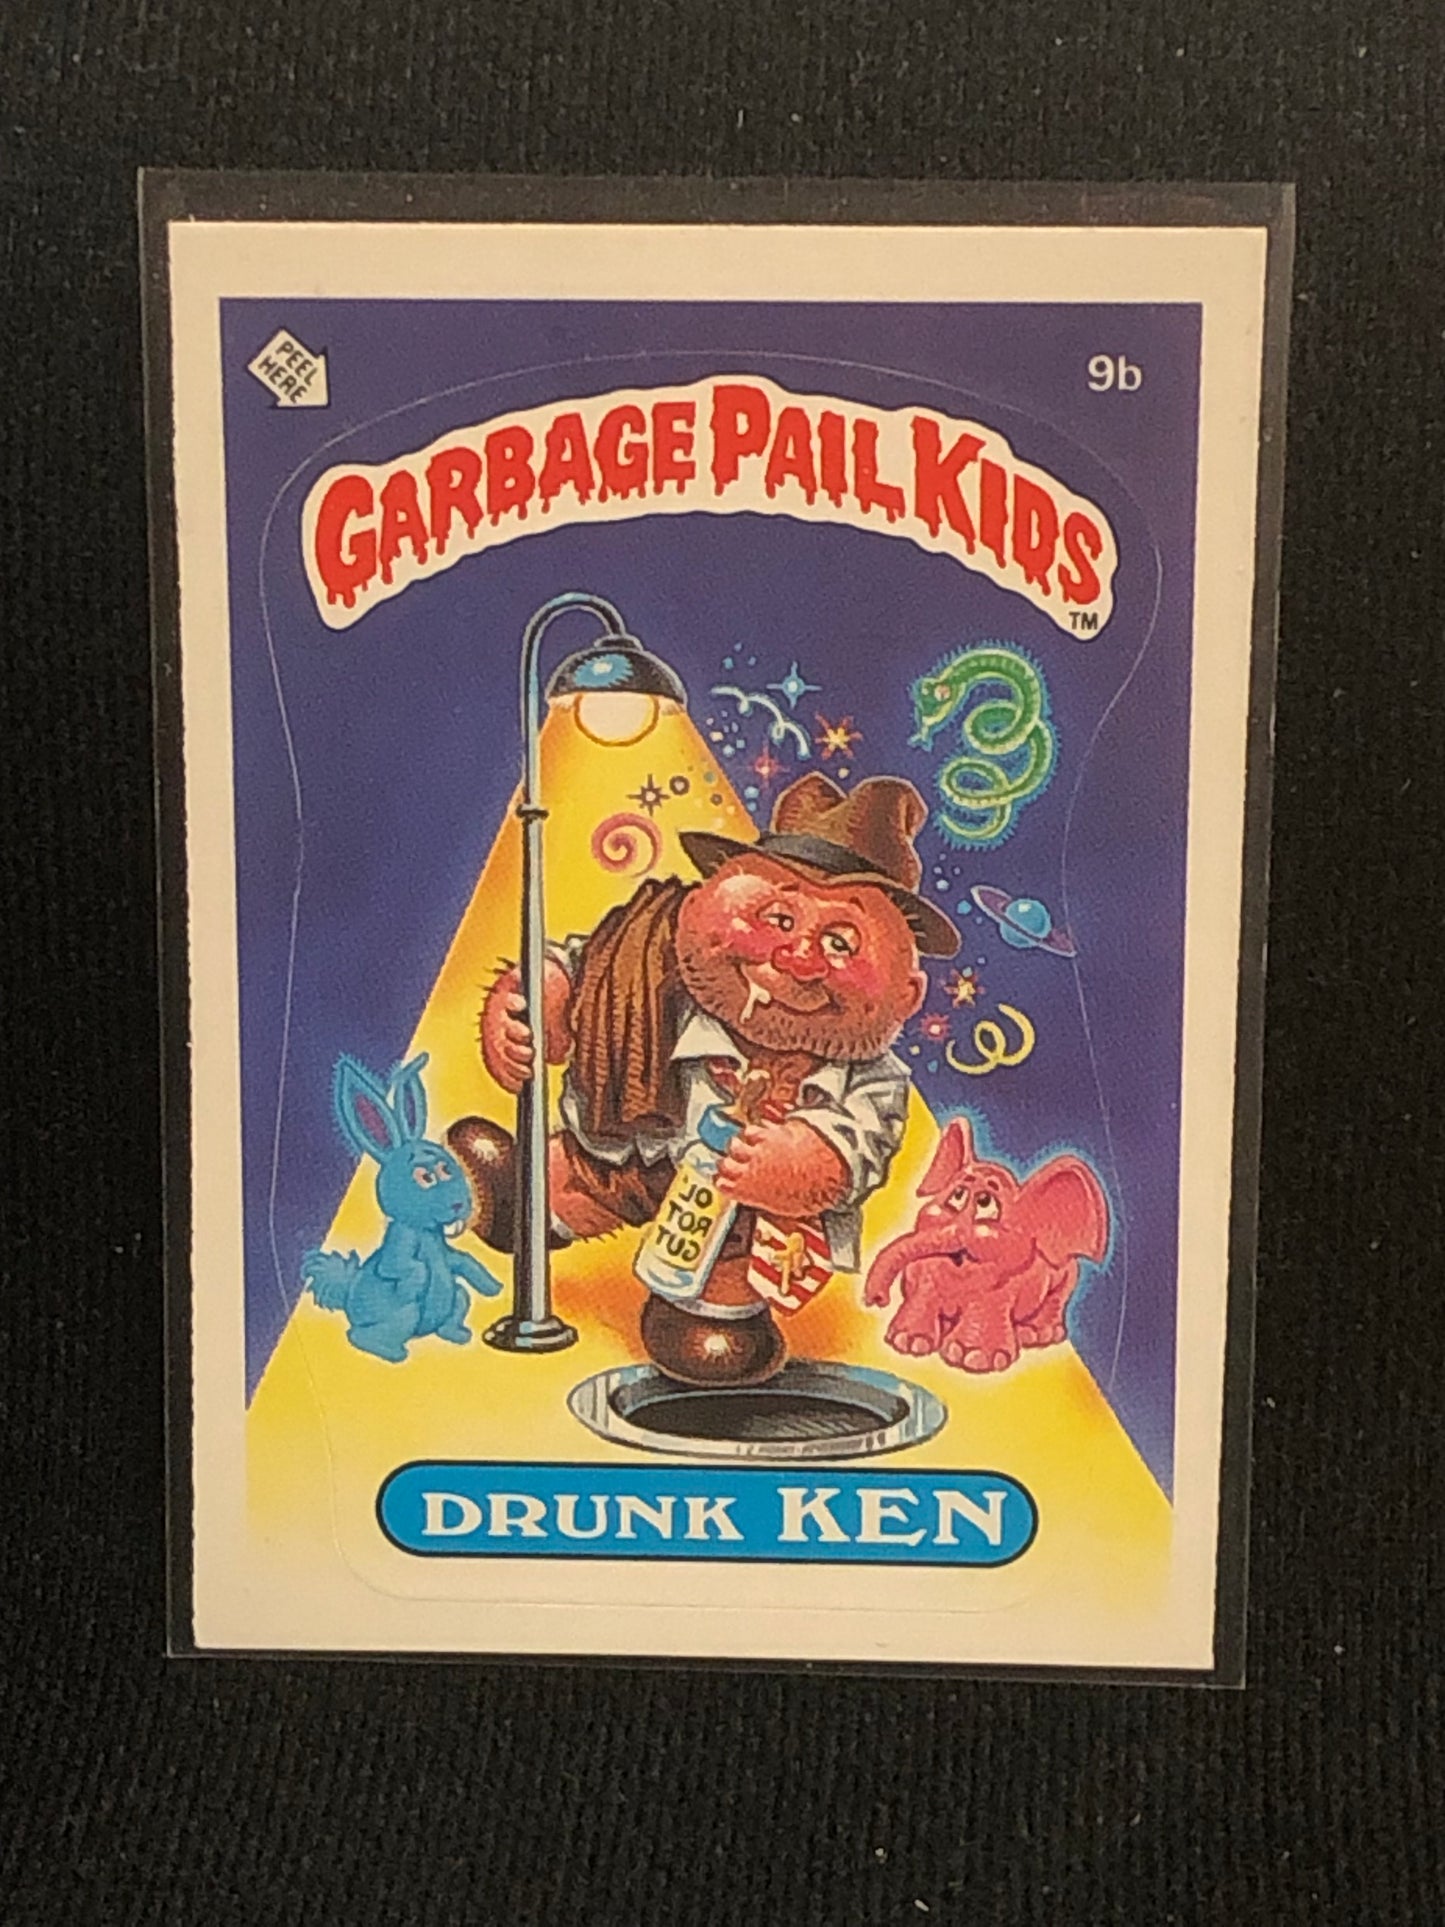 PEEL
HERE
9b
GARBAGE PAIL KIDS
TM
OL'
ROT
GUT
DRUNK KEN